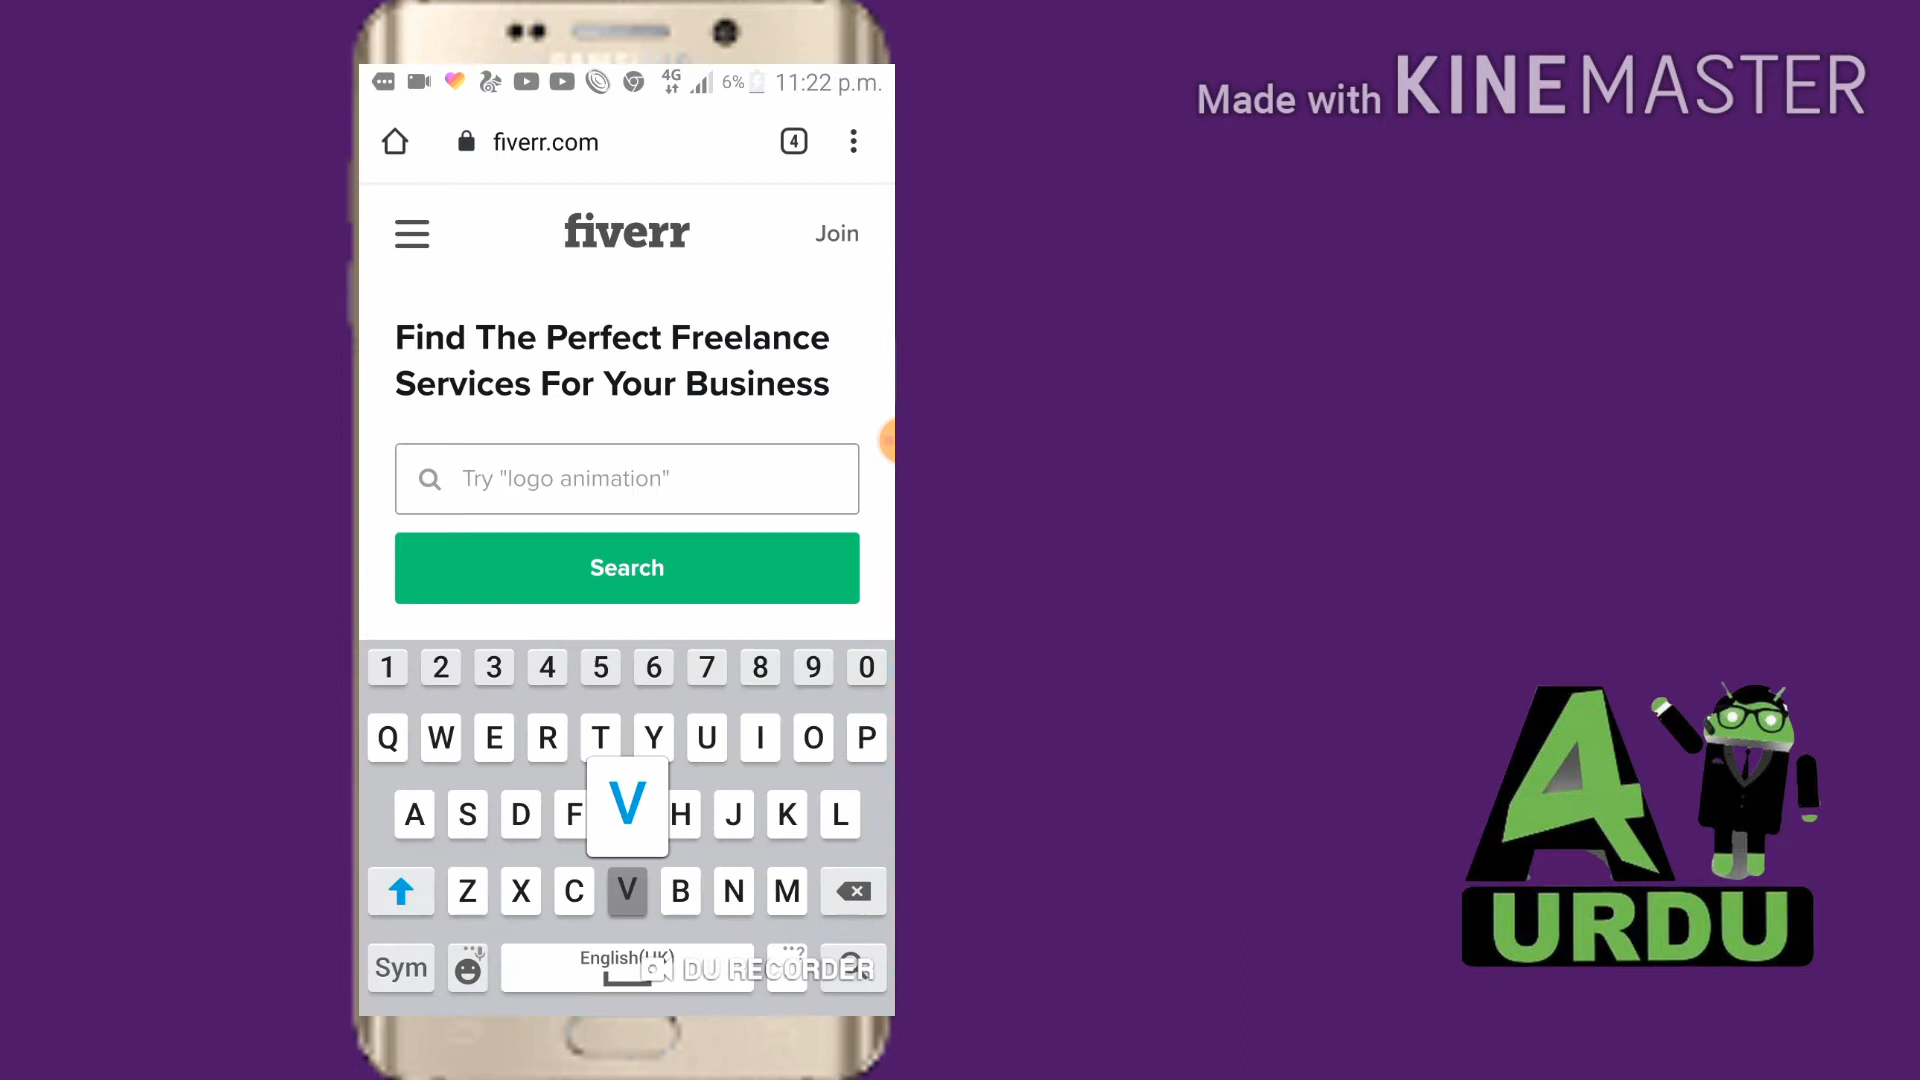 SAMSUNG
Made with KINEMASTER
4G 6% 11:22 p.m.
fiverr.com 4
fiverr Join
Find The Perfect Freelance
Services For Your Business
Try "logo animation"
Search
1 2 3 4 5 6 7 8 9 0
Q W E R T Y U I O P
V
A S D F H J K L
Z X C V B N M
Sym English(UK) ?
DU RECORDER
A
URDU